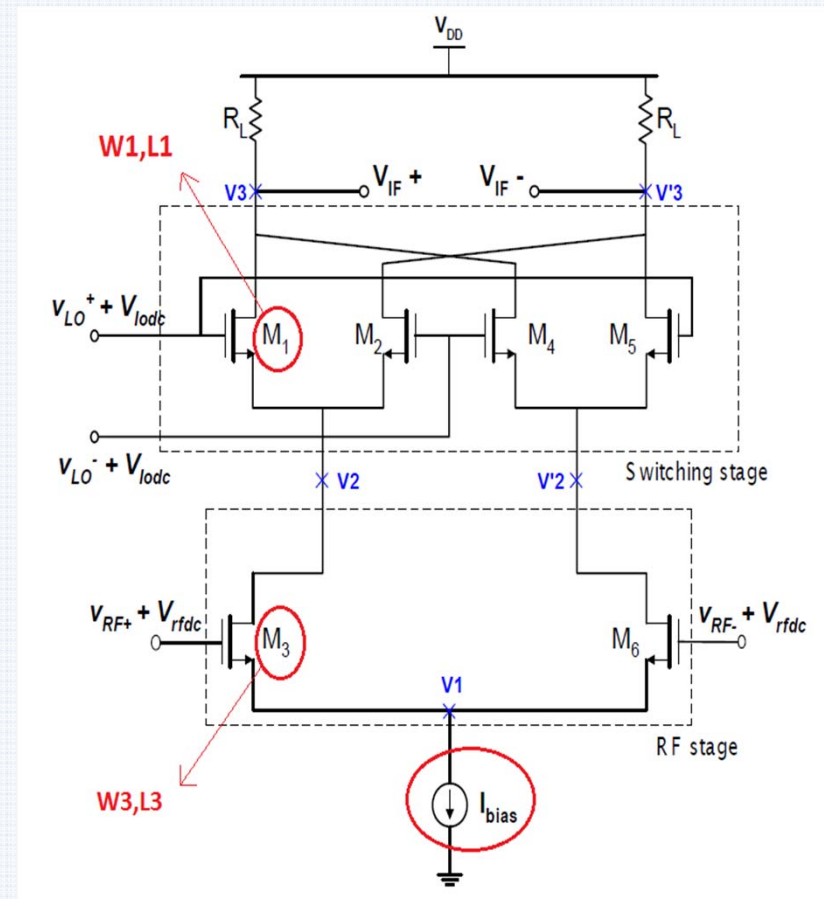 VDD
RL
RL
W1,L1
VIF +
VIF -
V3
V'3
vLO+ + Vlodc
M1
M2
M4
M5
vLO- + Vlodc
V2
V'2
Switching stage
vRF+ + Vrfdc
M3
M6
vRF- + Vrfdc
V1
RF stage
W3,L3
Ibias